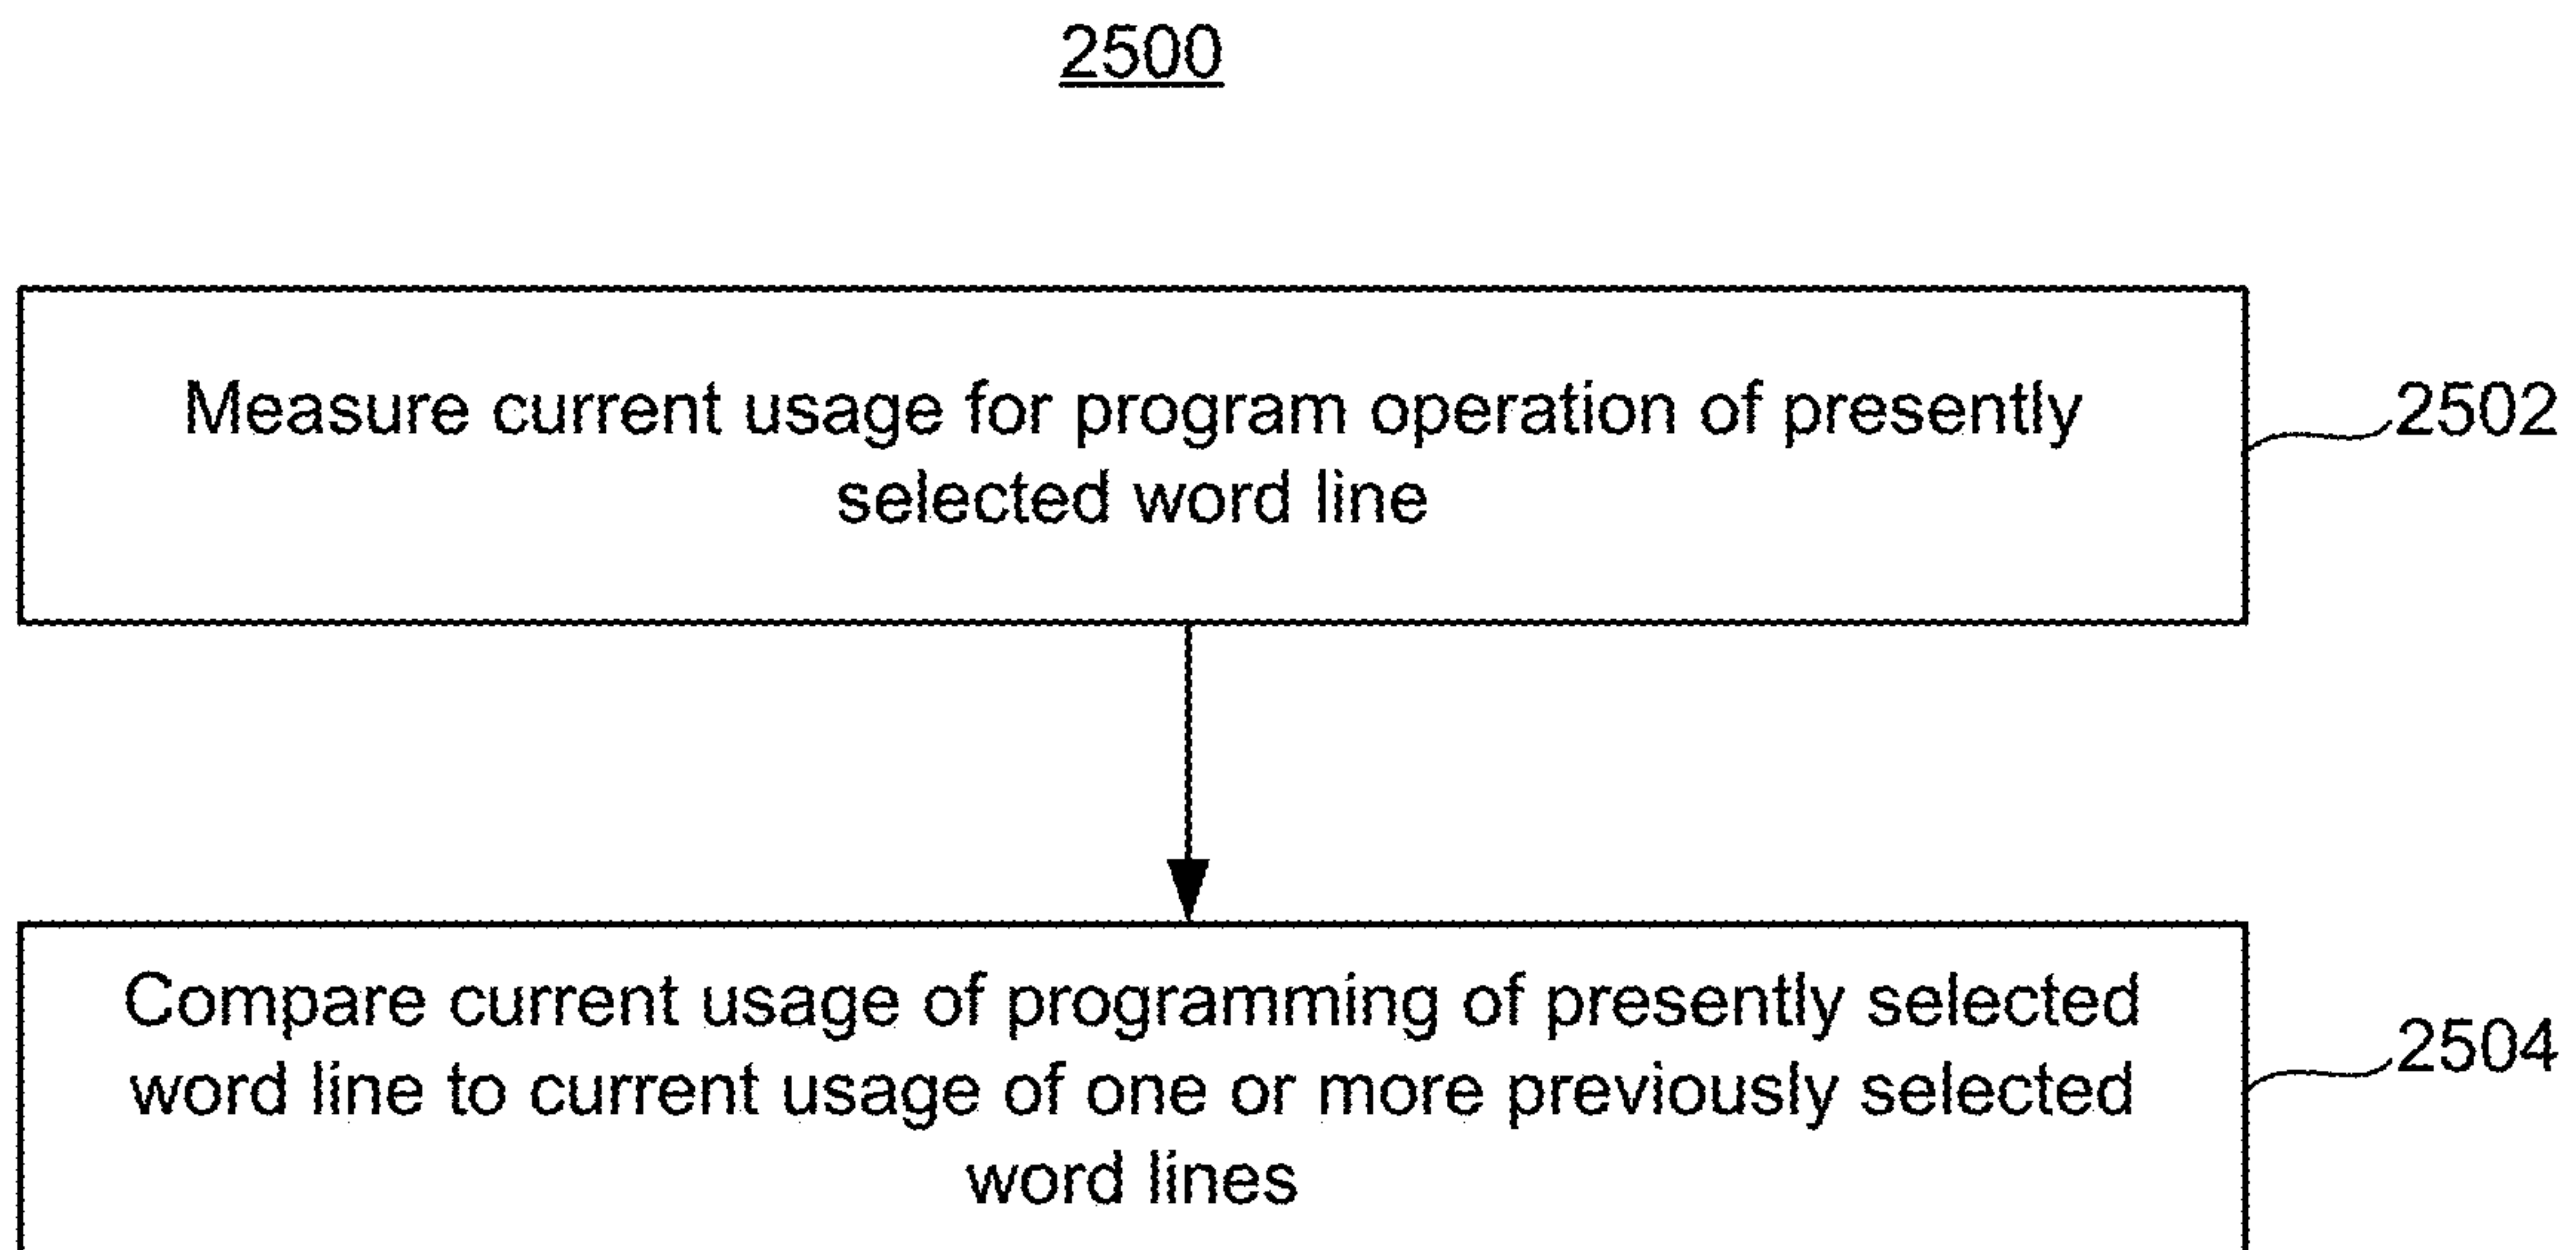 2500
Measure current usage for program operation of presently
selected word line
2502
Compare current usage of programming of presently selected
word line to current usage of one or more previously selected
word lines
2504